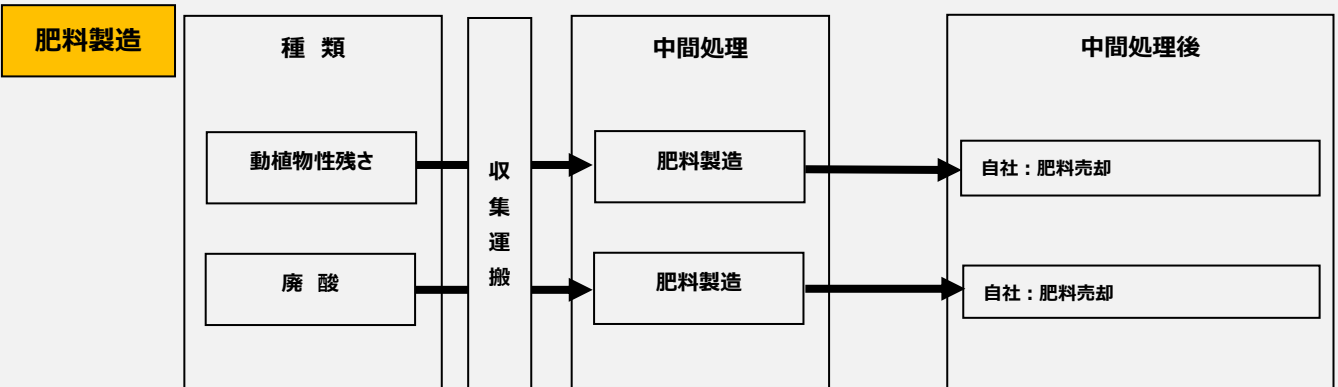 肥料製造
種 類
中間処理
中間処理後
動植物性残さ
収集運搬
肥料製造
自社：肥料売却
廃 酸
肥料製造
自社：肥料売却